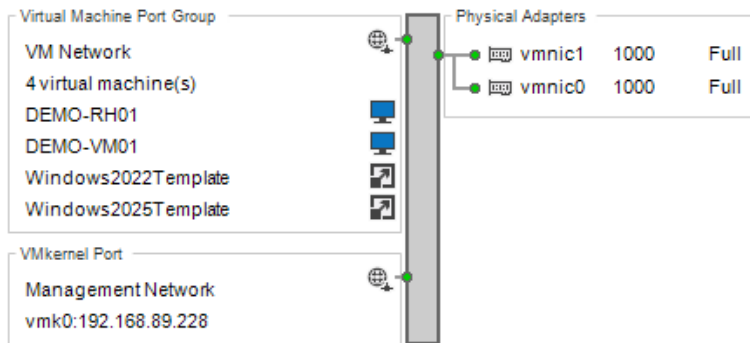 Virtual Machine Port Group
VM Network
4 virtual machine(s)
DEMO-RH01
DEMO-VM01
Windows2022Template
Windows2025Template
VMkernel Port
Management Network
vmk0:192.168.89.228
Physical Adapters
vmnic1 1000 Full
vmnic0 1000 Full